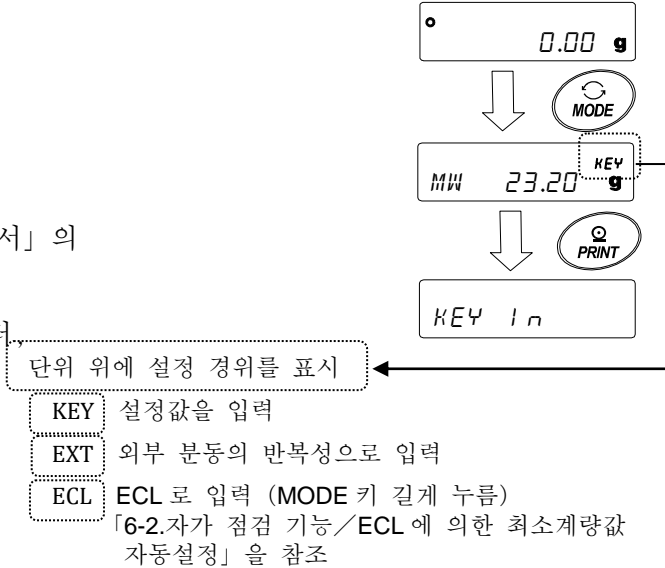 0.00 g
MODE
KEY
MW 23.20 g
서」의
PRINT
KEY In
단위 위에 설정 경위를 표시
KEY 설정값을 입력
EXT 외부 분동의 반복성으로 입력
ECL ECL 로 입력 (MODE 키 길게 누름)
「6-2.자가 점검 기능／ECL 에 의한 최소계량값
자동설정」을 참조